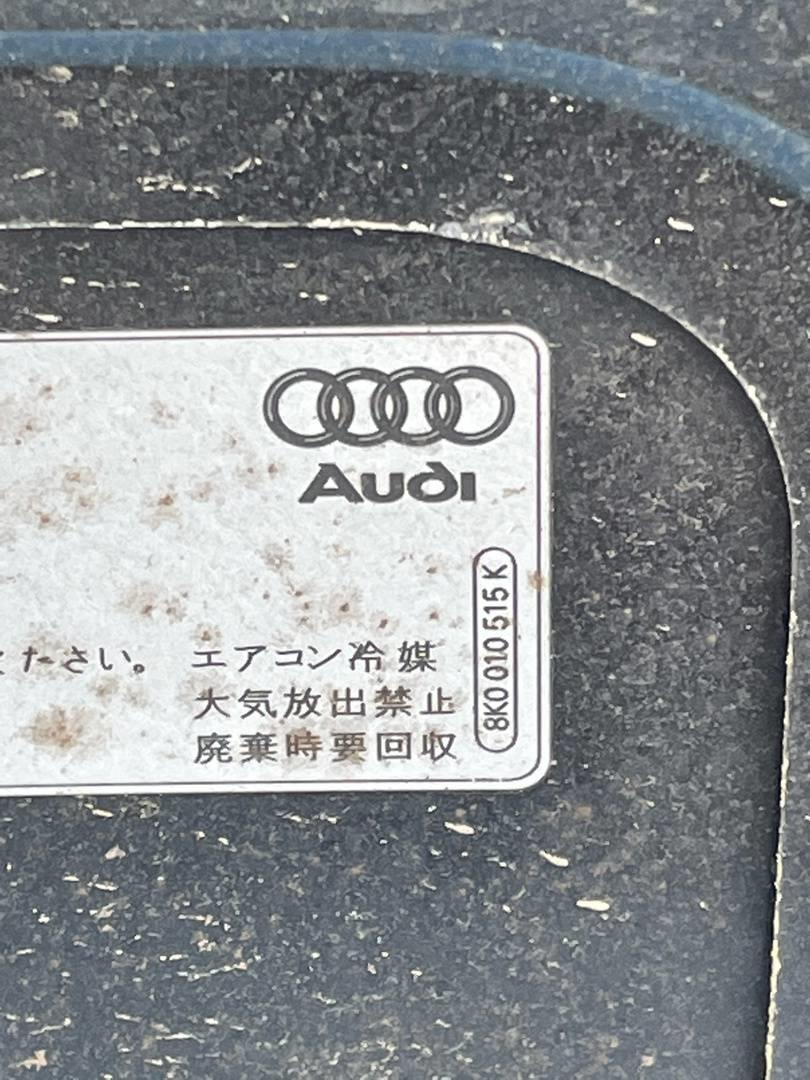 Audi
8K0 010 515 K
さい。 エアコン冷媒
大気放出禁止
廃棄時要回収